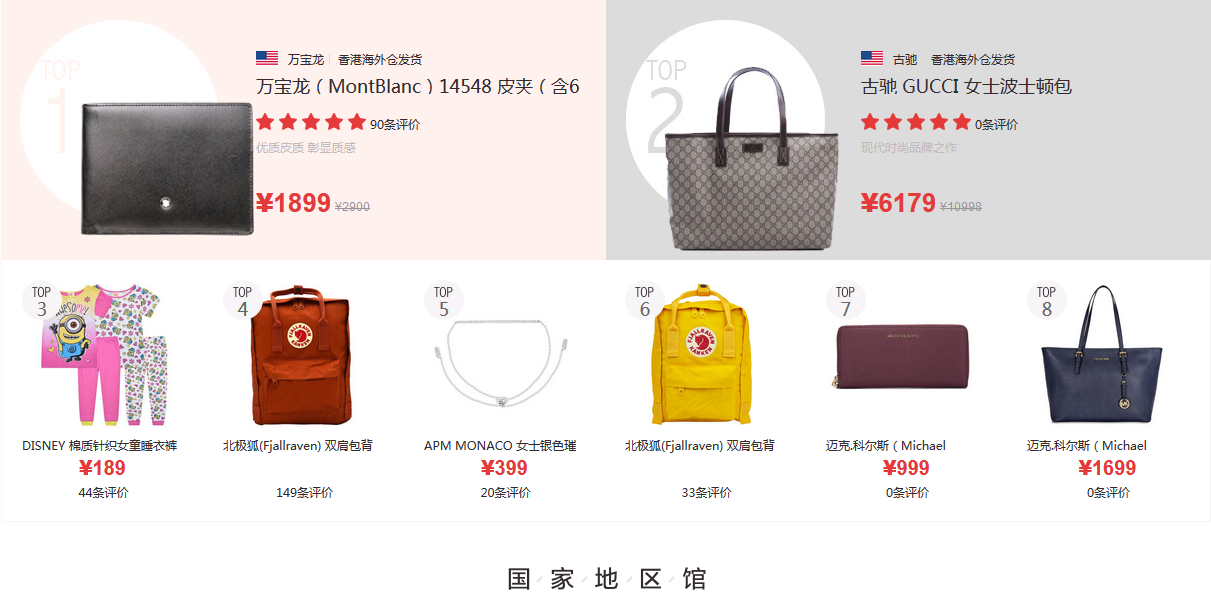 TOP
1
万宝龙 香港海外仓发货
万宝龙（MontBlanc）14548 皮夹（含6
90条评价
优质皮质 彰显质感
¥1899 ¥2900
TOP
2
古驰 香港海外仓发货
古驰 GUCCI 女士波士顿包
0条评价
现代时尚品牌之作
¥6179 ¥10998
TOP
3
DISNEY 棉质针织女童睡衣裤
¥189
44条评价
TOP
4
FJALLRAVEN
KANKEN
北极狐(Fjallraven) 双肩包背
149条评价
TOP
5
APM MONACO 女士银色璀
¥399
20条评价
TOP
6
FJALLRAVEN
KANKEN
北极狐(Fjallraven) 双肩包背
33条评价
TOP
7
迈克.科尔斯（Michael
¥999
0条评价
TOP
8
迈克.科尔斯（Michael
¥1699
0条评价
国家地区馆